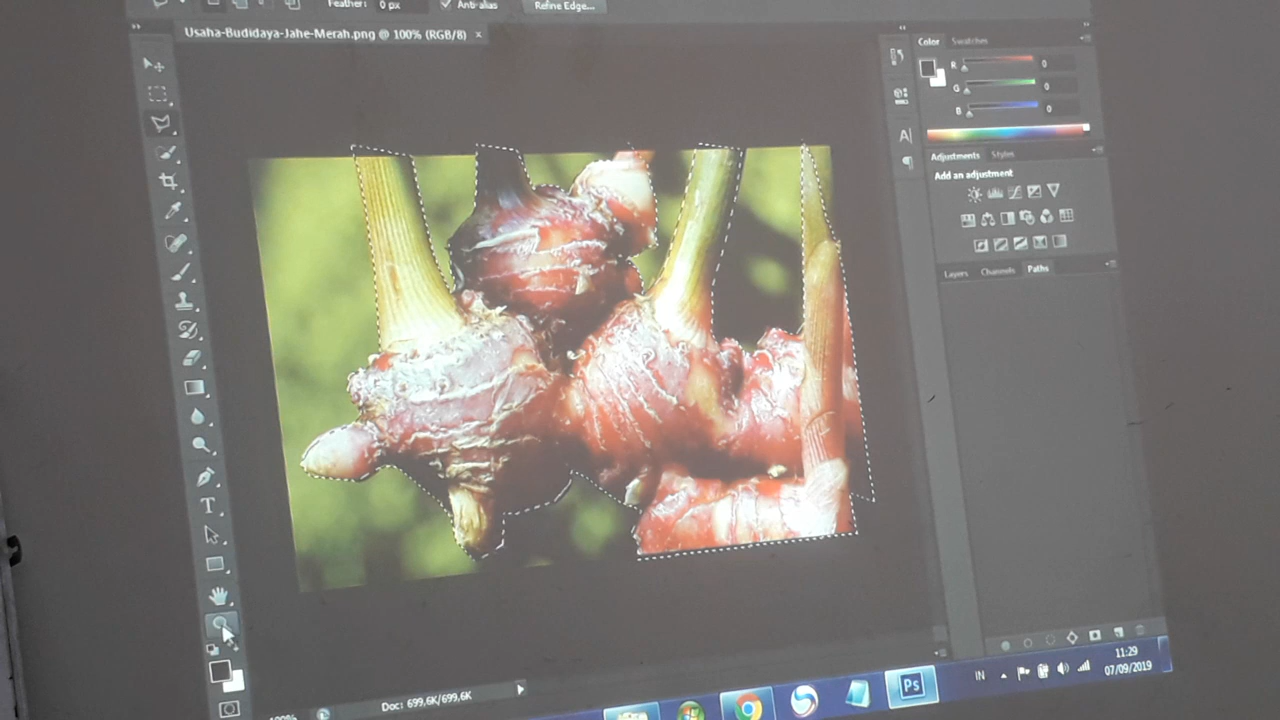 Feather: 0 px Anti-alias Refine Edge...
Usaha-Budidaya-Jahe-Merah.png @ 100% (RGB/8) ×
Color Swatches
R 0
G 0
B 0
Adjustments Styles
Add an adjustment
Layers Channels Paths
A|
T
Doc: 699,6K/699,6K
Ps
IN
11:29
07/09/2019